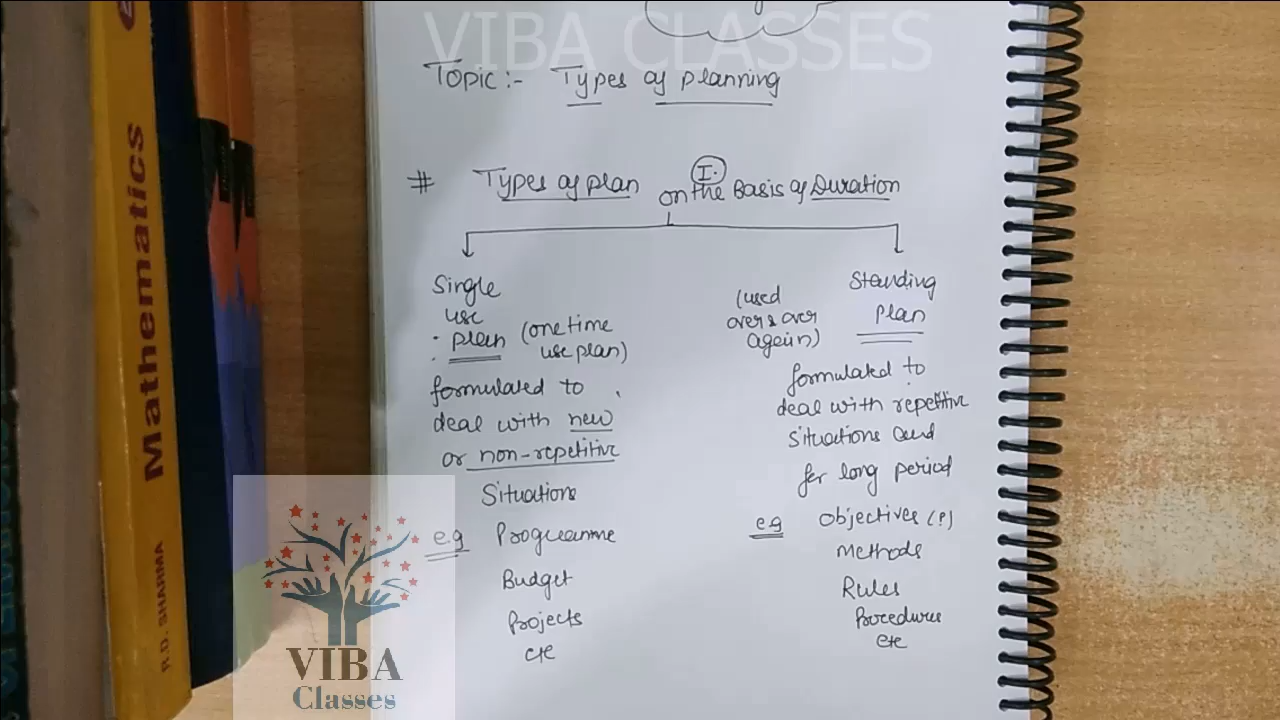 VIBA CLASSES
Topic:- Types of planning
I.
# Types of plan on the Basis of Duration
Single
use
plan (one time
use plan)
formulated to
deal with new
or non-repetitive
Situations
e.g Programme
Budget
Projects
etc
(used
over & over
again)
Standing
Plan
formulated to
deal with repetitive
Situations and
for long period
e.g Objectives (?)
Methods
Rules
Procedures
etc
Mathematics
R.D. SHARMA
VIBA
Classes